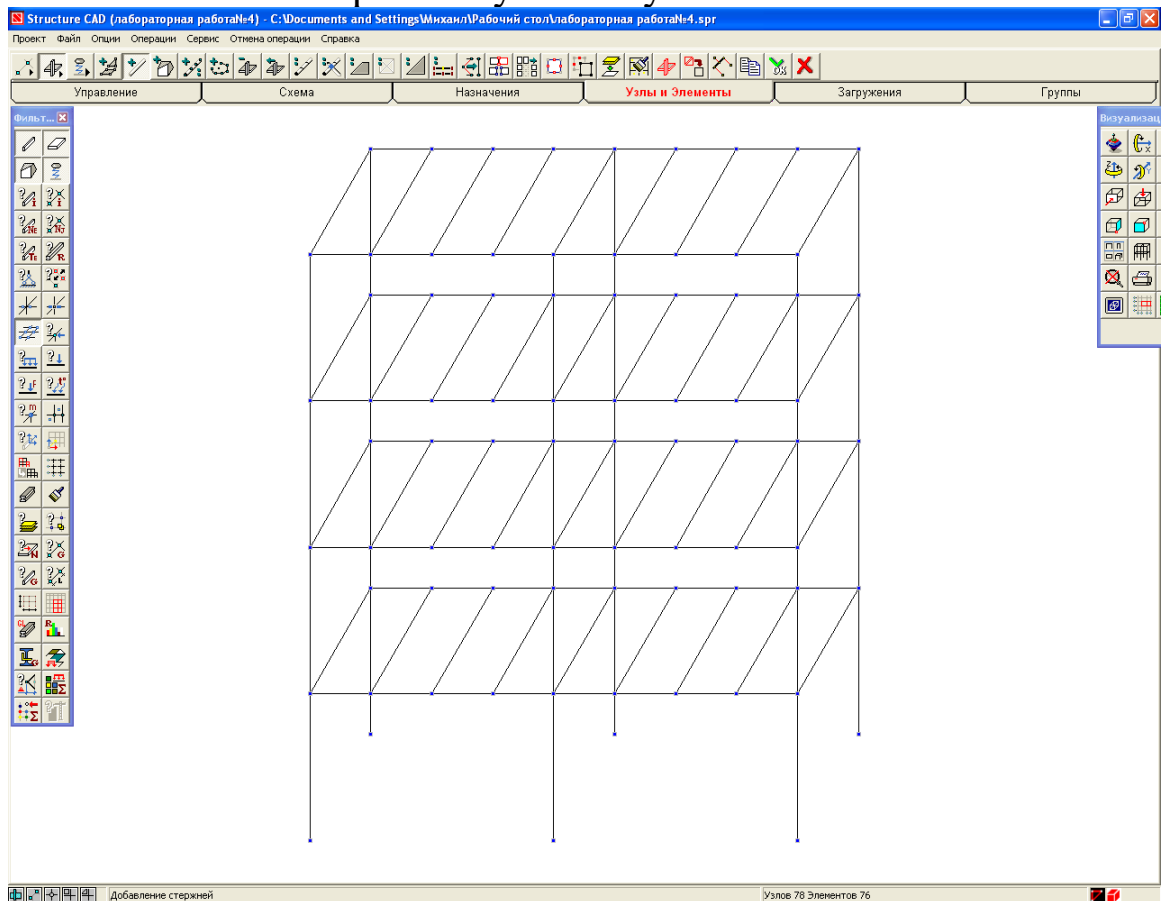 Structure CAD (лабораторная работа№4) - C:\Documents and Settings\Михаил\Рабочий стол\лабораторная работа№4.spr
Проект Файл Опции Операции Сервис Отмена операции Справка
Управление Схема Назначения Узлы и Элементы Загружения Группы
Фильт... Визуализац
Добавление стержней Узлов 78 Элементов 76